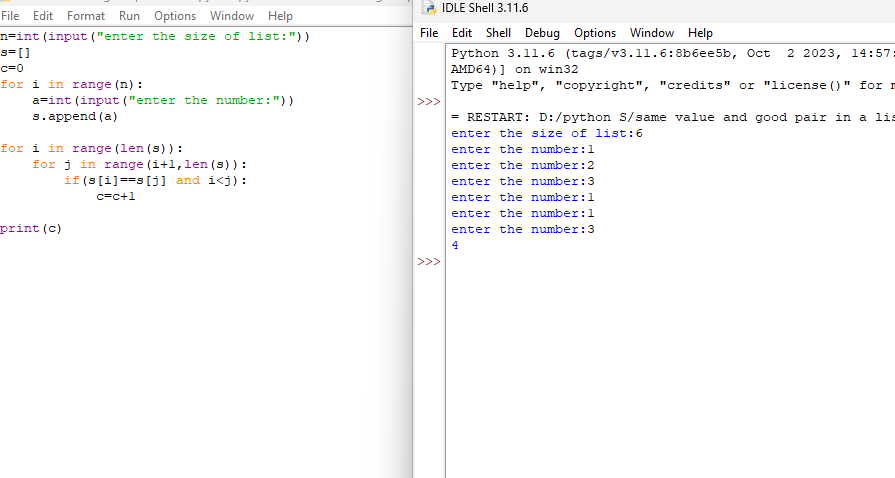 File Edit Format Run Options Window Help
n=int(input("enter the size of list:"))
s=[]
c=0
for i in range(n):
    a=int(input("enter the number:"))
    s.append(a)
for i in range(len(s)):
    for j in range(i+1,len(s)):
        if(s[i]==s[j] and i<j):
            c=c+1
print(c)
IDLE Shell 3.11.6
File Edit Shell Debug Options Window Help
Python 3.11.6 (tags/v3.11.6:8b6ee5b, Oct  2 2023, 14:57:
AMD64)] on win32
Type "help", "copyright", "credits" or "license()" for
>>>
= RESTART: D:/python S/same value and good pair in a lis
enter the size of list:6
enter the number:1
enter the number:2
enter the number:3
enter the number:1
enter the number:1
enter the number:3
4
>>>